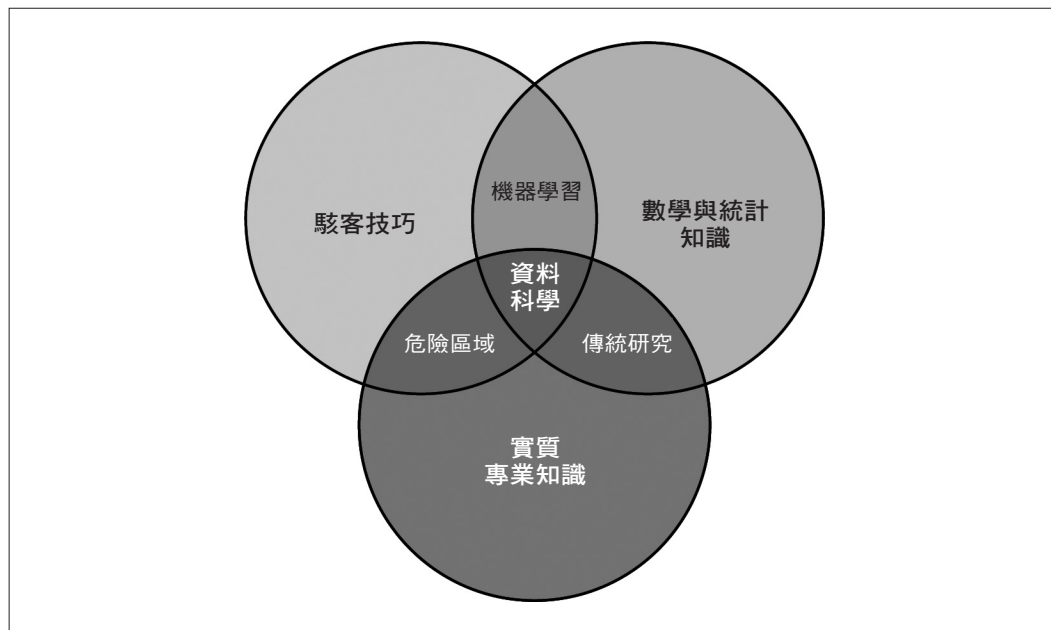 機器學習
駭客技巧
數學與統計
知識
資料
科學
危險區域
傳統研究
實質
專業知識